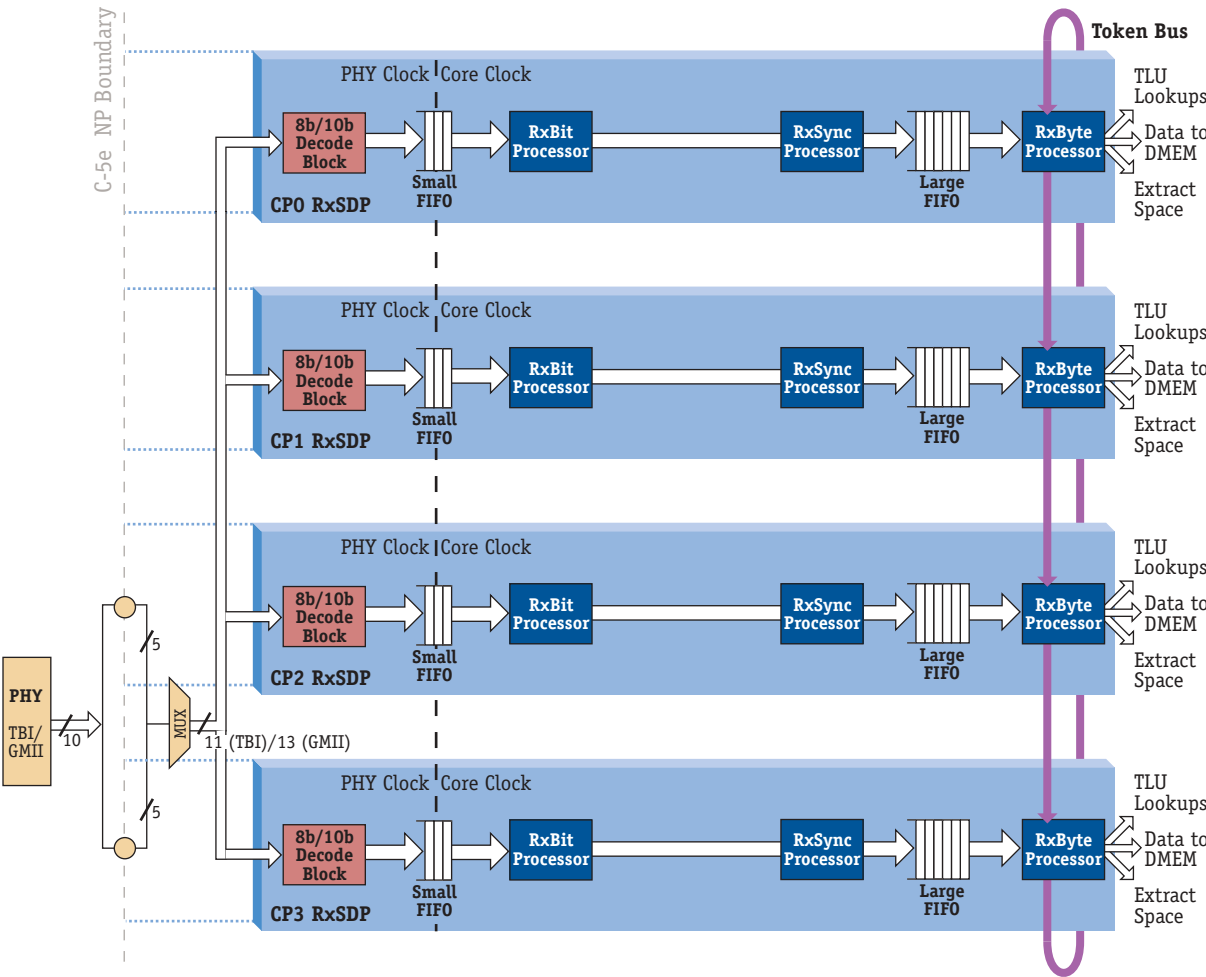 C-5e NP Boundary
Token Bus
PHY Clock Core Clock
8b/10b
Decode
Block
Small
FIFO
RxBit
Processor
RxSync
Processor
Large
FIFO
RxByte
Processor
TLU
Lookups
Data to
DMEM
Extract
Space
CP0 RxSDP
PHY Clock Core Clock
8b/10b
Decode
Block
Small
FIFO
RxBit
Processor
RxSync
Processor
Large
FIFO
RxByte
Processor
TLU
Lookups
Data to
DMEM
Extract
Space
CP1 RxSDP
PHY Clock Core Clock
8b/10b
Decode
Block
Small
FIFO
RxBit
Processor
RxSync
Processor
Large
FIFO
RxByte
Processor
TLU
Lookups
Data to
DMEM
Extract
Space
CP2 RxSDP
PHY
TBI/
GMII
10
5
5
MUX
11 (TBI)/13 (GMII)
PHY Clock Core Clock
8b/10b
Decode
Block
Small
FIFO
RxBit
Processor
RxSync
Processor
Large
FIFO
RxByte
Processor
TLU
Lookups
Data to
DMEM
Extract
Space
CP3 RxSDP